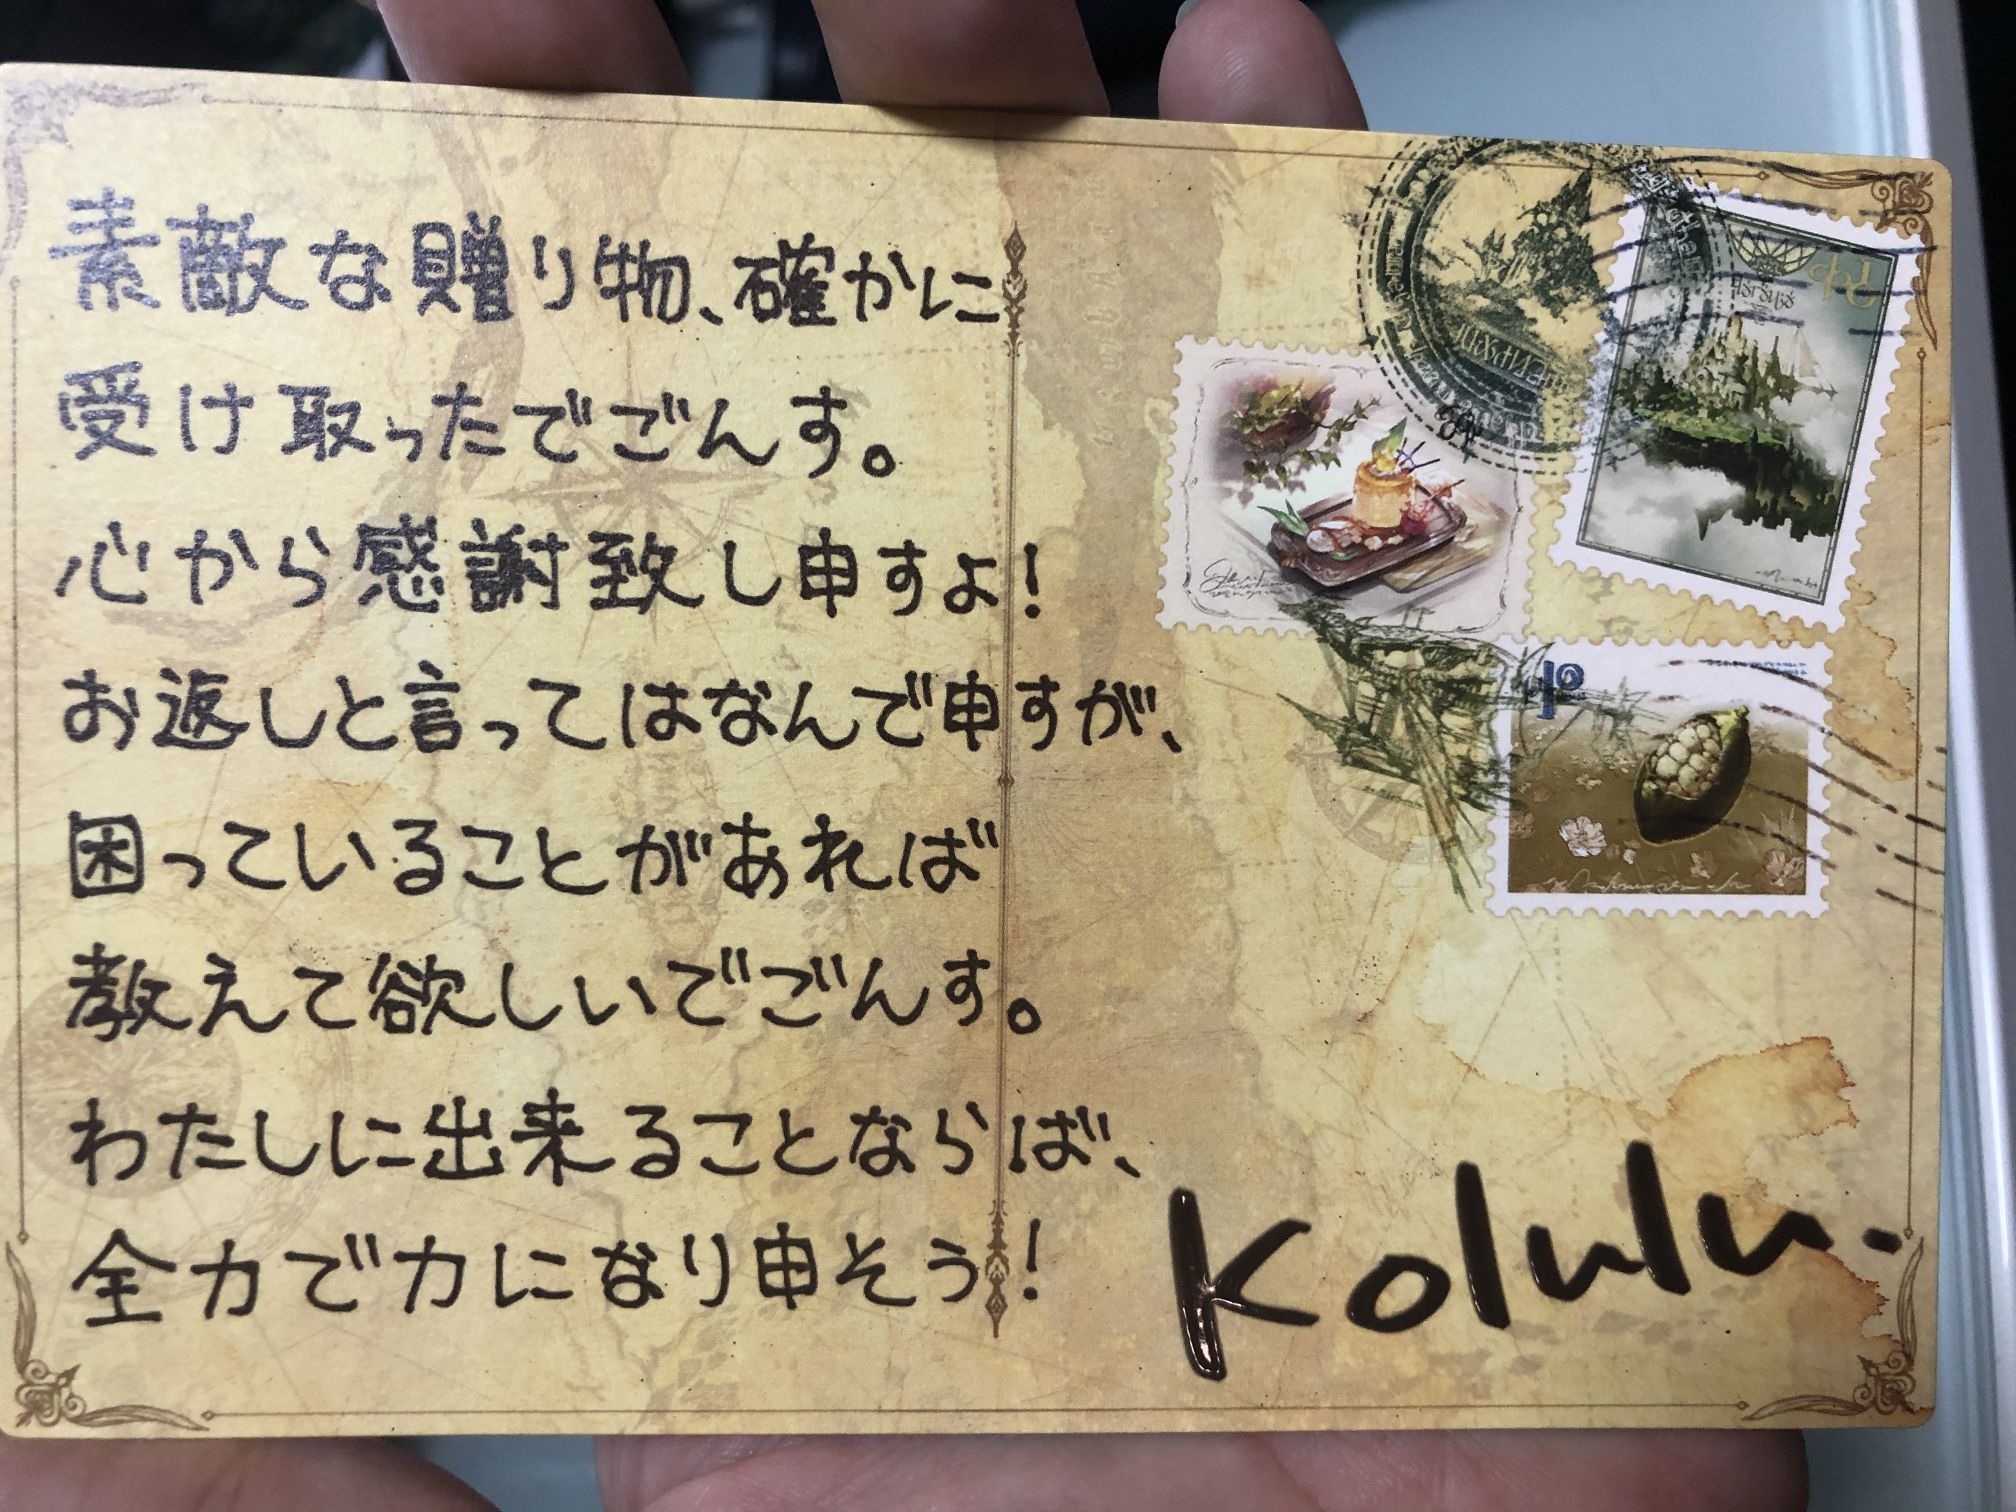 素敵な贈り物、確かに
受け取ったでごんす。
心から感謝致し申すよ!
お返しと言ってはなんで申すが、
困っていることがあれば
教えて欲しいでごんす。
わたしに出来ることならば、
全力で力になり申そう!
Kolulu.